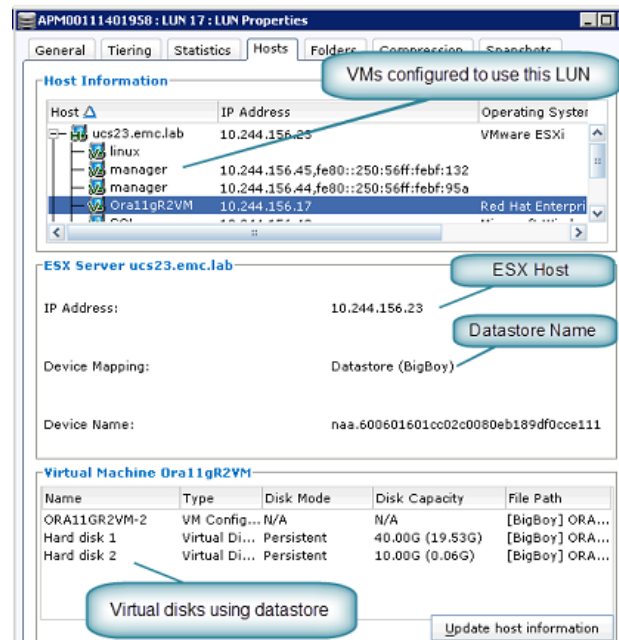 APM00111401958 : LUN 17 : LUN Properties
General Tiering Statistics Hosts Folders Compression Snapshots
VMs configured to use this LUN
Host Information
Host IP Address Operating System
ucs23.emc.lab 10.244.156.23 VMware ESXi
linux
manager 10.244.156.45,fe80::250:56ff:febf:132
manager 10.244.156.44,fe80::250:56ff:febf:95a
Ora11gR2VM 10.244.156.17 Red Hat Enterpri
ESX Server ucs23.emc.lab
ESX Host
IP Address: 10.244.156.23
Datastore Name
Device Mapping: Datastore (BigBoy)
Device Name: naa.600601601cc02c0080eb189df0cce111
Virtual Machine Ora11gR2VM
Name Type Disk Mode Disk Capacity File Path
ORA11GR2VM-2 VM Config... N/A N/A [BigBoy] ORA...
Hard disk 1 Virtual Di... Persistent 40.00G (19.53G) [BigBoy] ORA...
Hard disk 2 Virtual Di... Persistent 10.00G (0.06G) [BigBoy] ORA...
Virtual disks using datastore
Update host information